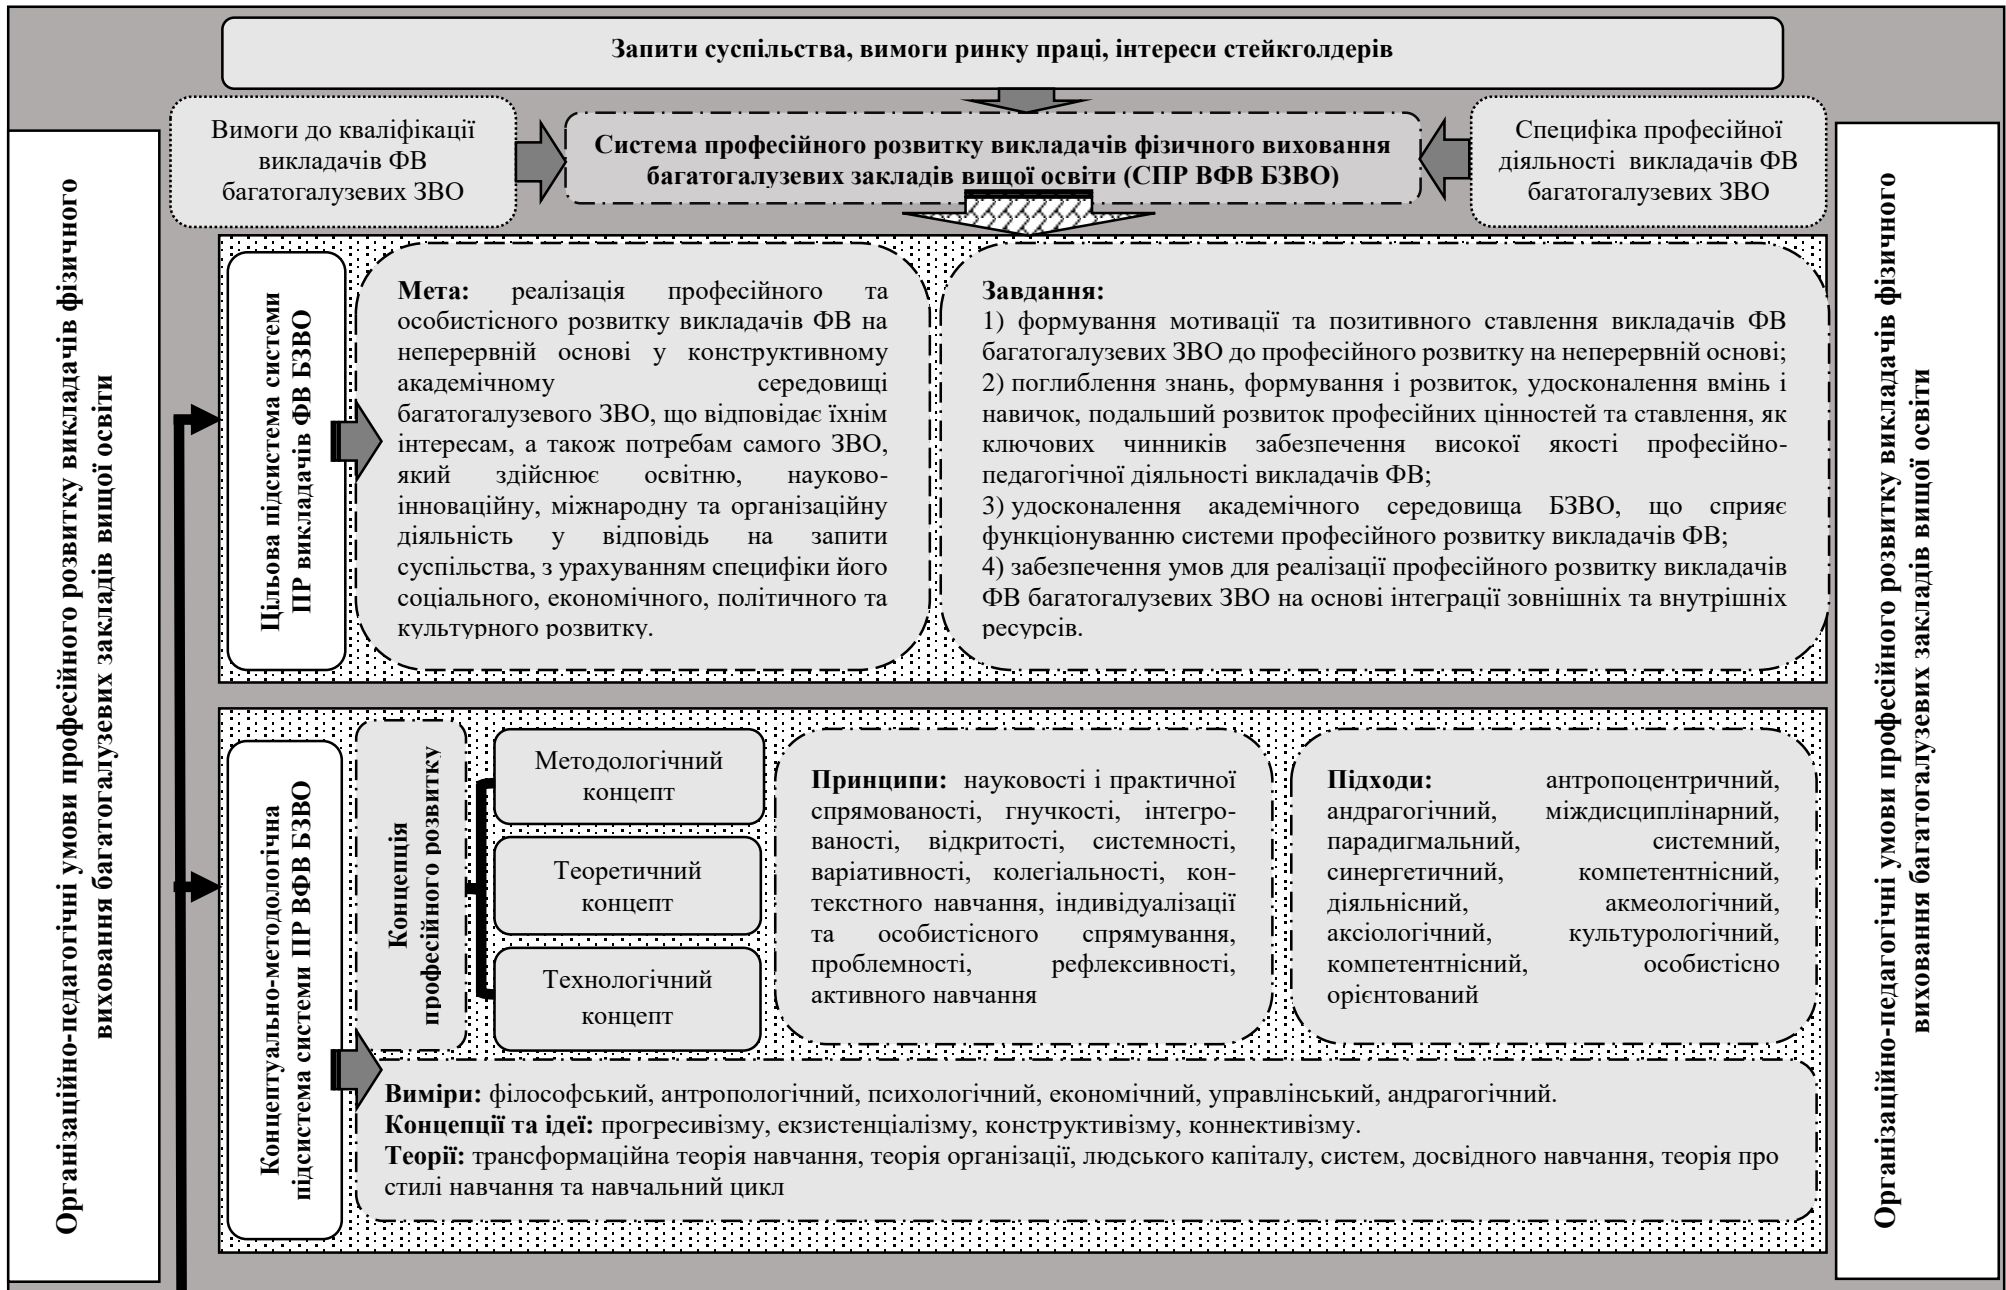 Запити суспільства, вимоги ринку праці, інтереси стейкголдерів
Вимоги до кваліфікації
викладачів ФВ
багатогалузевих ЗВО
Система професійного розвитку викладачів фізичного виховання
багатогалузевих закладів вищої освіти (СПР ВФВ БЗВО)
Специфіка професійної
діяльності викладачів ФВ
багатогалузевих ЗВО
Організаційно-педагогічні умови професійного розвитку викладачів фізичного
виховання багатогалузевих закладів вищої освіти
Цільова підсистема системи
ПР викладачів ФВ БЗВО
Мета: реалізація професійного та
особистісного розвитку викладачів ФВ на
неперервній основі у конструктивному
академічному середовищі
багатогалузевого ЗВО, що відповідає їхнім
інтересам, а також потребам самого ЗВО,
який здійснює освітню, науково-
інноваційну, міжнародну та організаційну
діяльність у відповідь на запити
суспільства, з урахуванням специфіки його
соціального, економічного, політичного та
культурного розвитку.
Завдання:
1) формування мотивації та позитивного ставлення викладачів ФВ
багатогалузевих ЗВО до професійного розвитку на неперервній основі;
2) поглиблення знань, формування і розвиток, удосконалення вмінь і
навичок, подальший розвиток професійних цінностей та ставлення, як
ключових чинників забезпечення високої якості професійно-
педагогічної діяльності викладачів ФВ;
3) удосконалення академічного середовища БЗВО, що сприяє
функціонуванню системи професійного розвитку викладачів ФВ;
4) забезпечення умов для реалізації професійного розвитку викладачів
ФВ багатогалузевих ЗВО на основі інтеграції зовнішніх та внутрішніх
ресурсів.
Концептуально-методологічна
підсистема системи ПР ВФВ БЗВО
Концепція
професійного розвитку
Методологічний
концепт
Теоретичний
концепт
Технологічний
концепт
Принципи: науковості і практичної
спрямованості, гнучкості, інтегро-
ваності, відкритості, системності,
варіативності, колегіальності, кон-
текстного навчання, індивідуалізації
та особистісного спрямування,
проблемності, рефлексивності,
активного навчання
Підходи: антропоцентричний,
андрагогічний, міждисциплінарний,
парадигмальний, системний,
синергетичний, компетентнісний,
діяльнісний, акмеологічний,
аксіологічний, культурологічний,
компетентнісний, особистісно
орієнтований
Виміри: філософський, антропологічний, психологічний, економічний, управлінський, андрагогічний.
Концепції та ідеї: прогресивізму, екзистенціалізму, конструктивізму, коннективізму.
Теорії: трансформаційна теорія навчання, теорія організації, людського капіталу, систем, досвідного навчання, теорія про
стилі навчання та навчальний цикл
Організаційно-педагогічні умови професійного розвитку викладачів фізичного
виховання багатогалузевих закладів вищої освіти